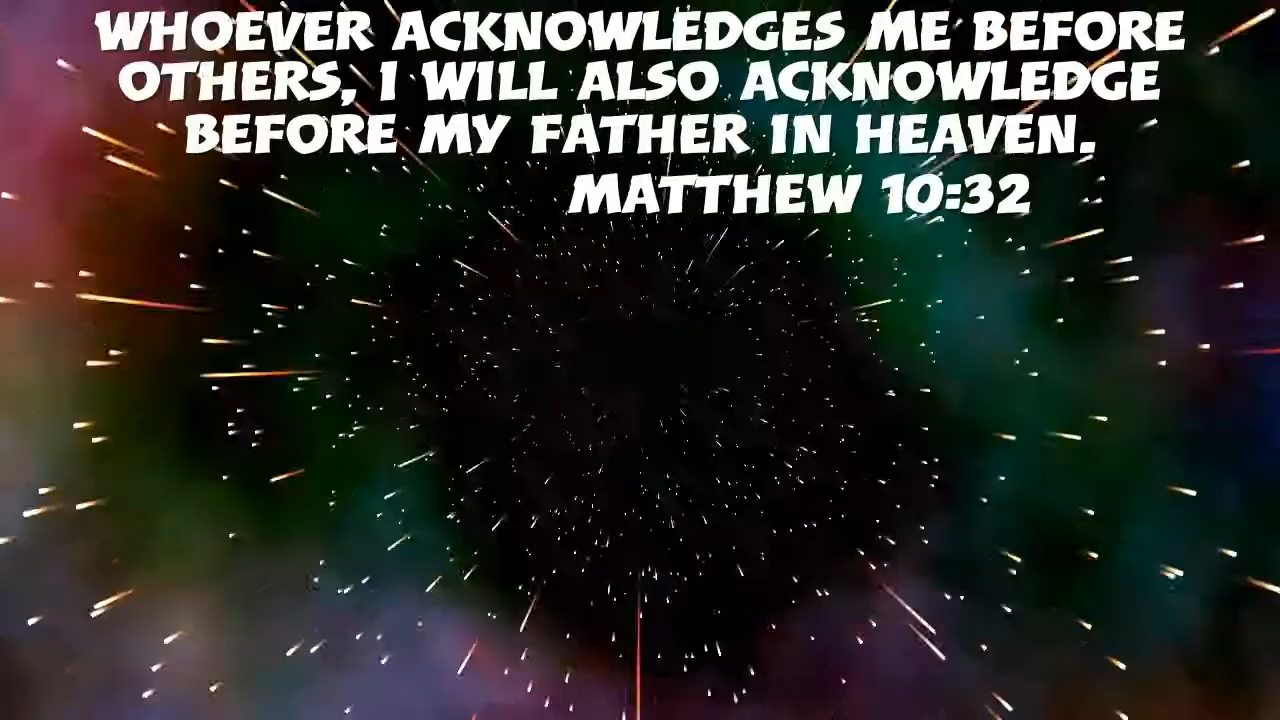 WHOEVER ACKNOWLEDGES ME BEFORE
OTHERS, I WILL ALSO ACKNOWLEDGE
BEFORE MY FATHER IN HEAVEN.
MATTHEW 10:32